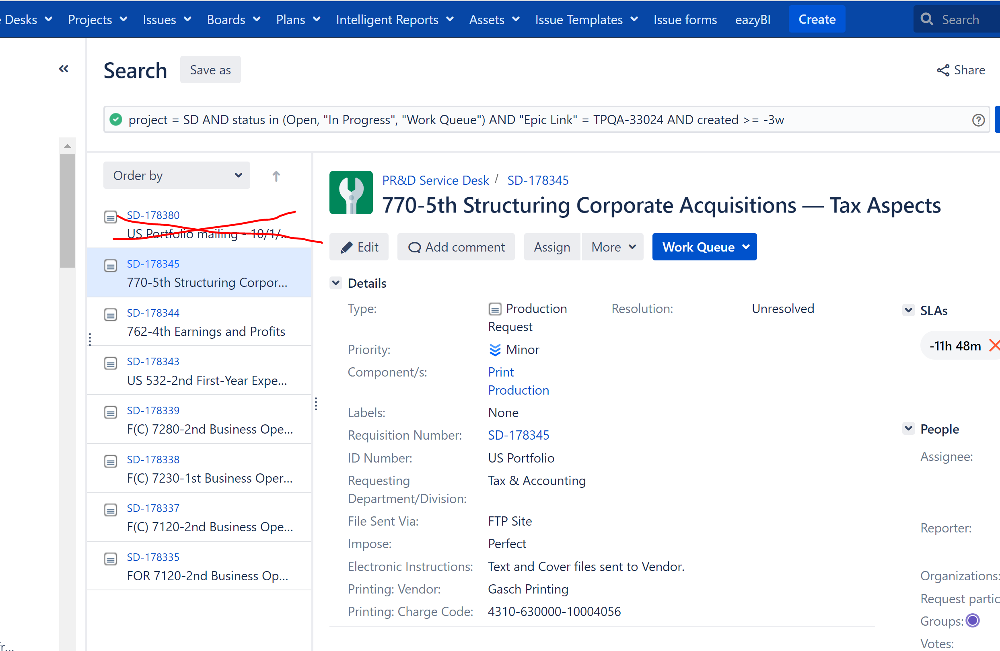 Desks Projects Issues Boards Plans Intelligent Reports Assets Issue Templates Issue forms eazyBI Create Search
Search Save as Share
project = SD AND status in (Open, "In Progress", "Work Queue") AND "Epic Link" = TPQA-33024 AND created >= -3w
Order by
SD-178380
US Portfolio mailing - 10/1/...
SD-178345
770-5th Structuring Corpor...
SD-178344
762-4th Earnings and Profits
SD-178343
US 532-2nd First-Year Expe...
SD-178339
F(C) 7280-2nd Business Ope...
SD-178338
F(C) 7230-1st Business Oper...
SD-178337
F(C) 7120-2nd Business Ope...
SD-178335
FOR 7120-2nd Business Op...
PR&D Service Desk / SD-178345
770-5th Structuring Corporate Acquisitions — Tax Aspects
Edit Add comment Assign More Work Queue
Details
Type: Production Request Resolution: Unresolved
Priority: Minor
Component/s: Print Production
Labels: None
Requisition Number: SD-178345
ID Number: US Portfolio
Requesting Department/Division: Tax & Accounting
File Sent Via: FTP Site
Impose: Perfect
Electronic Instructions: Text and Cover files sent to Vendor.
Printing: Vendor: Gasch Printing
Printing: Charge Code: 4310-630000-10004056
SLAs
-11h 48m
People
Assignee:
Reporter:
Organizations:
Request partic
Groups:
Votes: